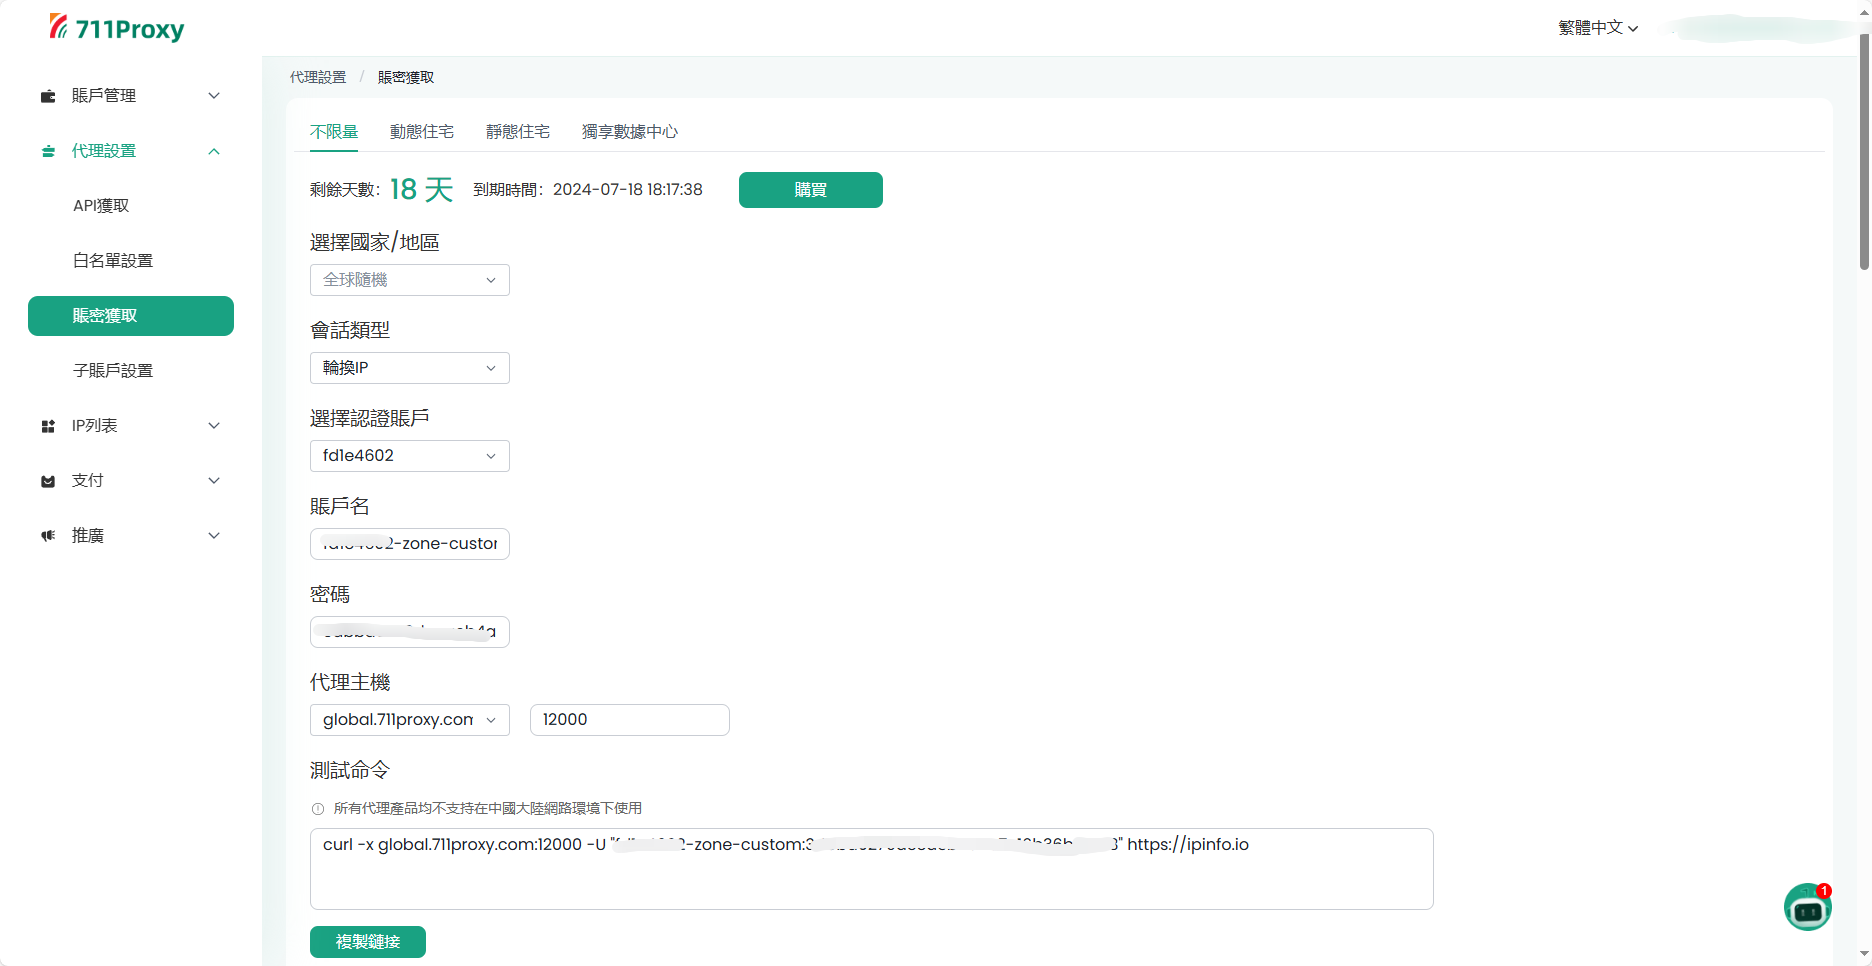 711Proxy
繁體中文
賬戶管理
代理設置
API獲取
白名單設置
賬密獲取
子賬戶設置
IP列表
支付
推廣
代理設置 / 賬密獲取
不限量 動態住宅 靜態住宅 獨享數據中心
剩餘天數: 18 天 到期時間: 2024-07-18 18:17:38 購買
選擇國家/地區
全球隨機
會話類型
輪換IP
選擇認證賬戶
fd1e4602
賬戶名
-zone-custor
密碼
代理主機
global.711proxy.com 12000
測試命令
所有代理產品均不支持在中國大陸網路環境下使用
curl -x global.711proxy.com:12000 -U "-zone-custom:" https://ipinfo.io
複製鏈接
1